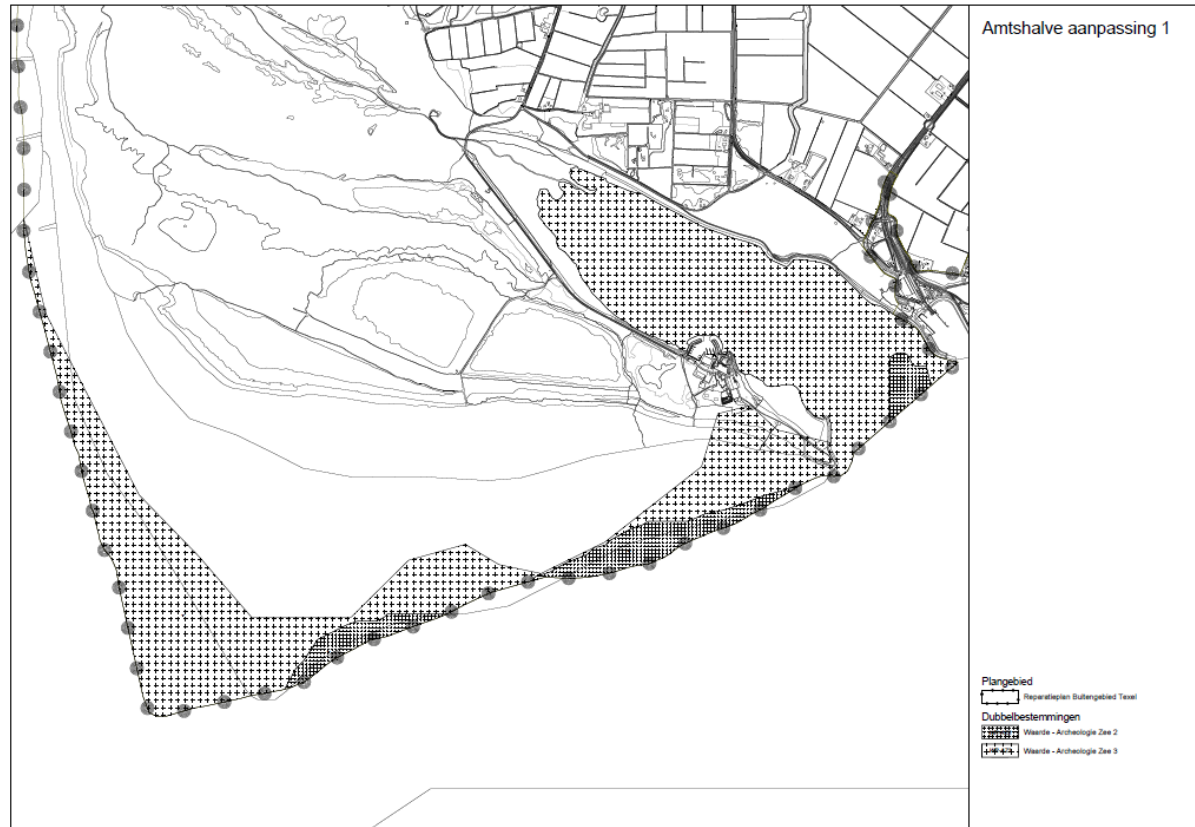 Amtshalve aanpassing 1
Plangebied
Reparatieplan Buitengebied Texel
Dubbelbestemmingen
Waarde - Archeologie Zee 2
Waarde - Archeologie Zee 3